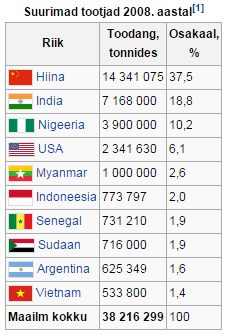 Suurimad tootjad 2008. aastal[1]
Riik Toodang, tonnides Osakaal, %
Hiina 14 341 075 37,5
India 7 168 000 18,8
Nigeeria 3 900 000 10,2
USA 2 341 630 6,1
Myanmar 1 000 000 2,6
Indoneesia 773 797 2,0
Senegal 731 210 1,9
Sudaan 716 000 1,9
Argentina 625 349 1,6
Vietnam 533 800 1,4
Maailm kokku 38 216 299 100